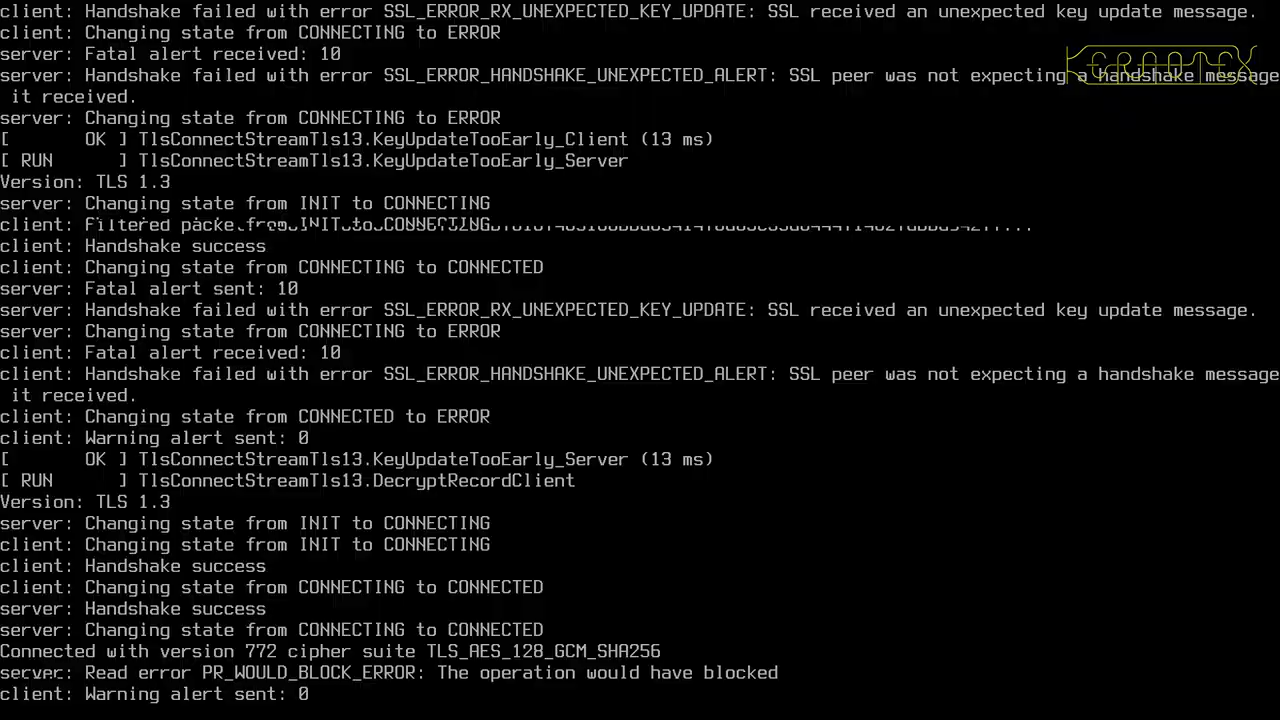 client: Handshake failed with error SSL_ERROR_RX_UNEXPECTED_KEY_UPDATE: SSL received an unexpected key update message.
client: Changing state from CONNECTING to ERROR
server: Fatal alert received: 10
server: Handshake failed with error SSL_ERROR_HANDSHAKE_UNEXPECTED_ALERT: SSL peer was not expecting a handshake message
it received.
server: Changing state from CONNECTING to ERROR
[       OK ] TlsConnectStreamTls13.KeyUpdateTooEarly_Client (13 ms)
[ RUN      ] TlsConnectStreamTls13.KeyUpdateTooEarly_Server
Version: TLS 1.3
server: Changing state from INIT to CONNECTING
client: Filtered packe from INIT to CONNECTING
client: Handshake success
client: Changing state from CONNECTING to CONNECTED
server: Fatal alert sent: 10
server: Handshake failed with error SSL_ERROR_RX_UNEXPECTED_KEY_UPDATE: SSL received an unexpected key update message.
server: Changing state from CONNECTING to ERROR
client: Fatal alert received: 10
client: Handshake failed with error SSL_ERROR_HANDSHAKE_UNEXPECTED_ALERT: SSL peer was not expecting a handshake message
it received.
client: Changing state from CONNECTED to ERROR
client: Warning alert sent: 0
[       OK ] TlsConnectStreamTls13.KeyUpdateTooEarly_Server (13 ms)
[ RUN      ] TlsConnectStreamTls13.DecryptRecordClient
Version: TLS 1.3
server: Changing state from INIT to CONNECTING
client: Changing state from INIT to CONNECTING
client: Handshake success
client: Changing state from CONNECTING to CONNECTED
server: Handshake success
server: Changing state from CONNECTING to CONNECTED
Connected with version 772 cipher suite TLS_AES_128_GCM_SHA256
server: Read error PR_WOULD_BLOCK_ERROR: The operation would have blocked
client: Warning alert sent: 0